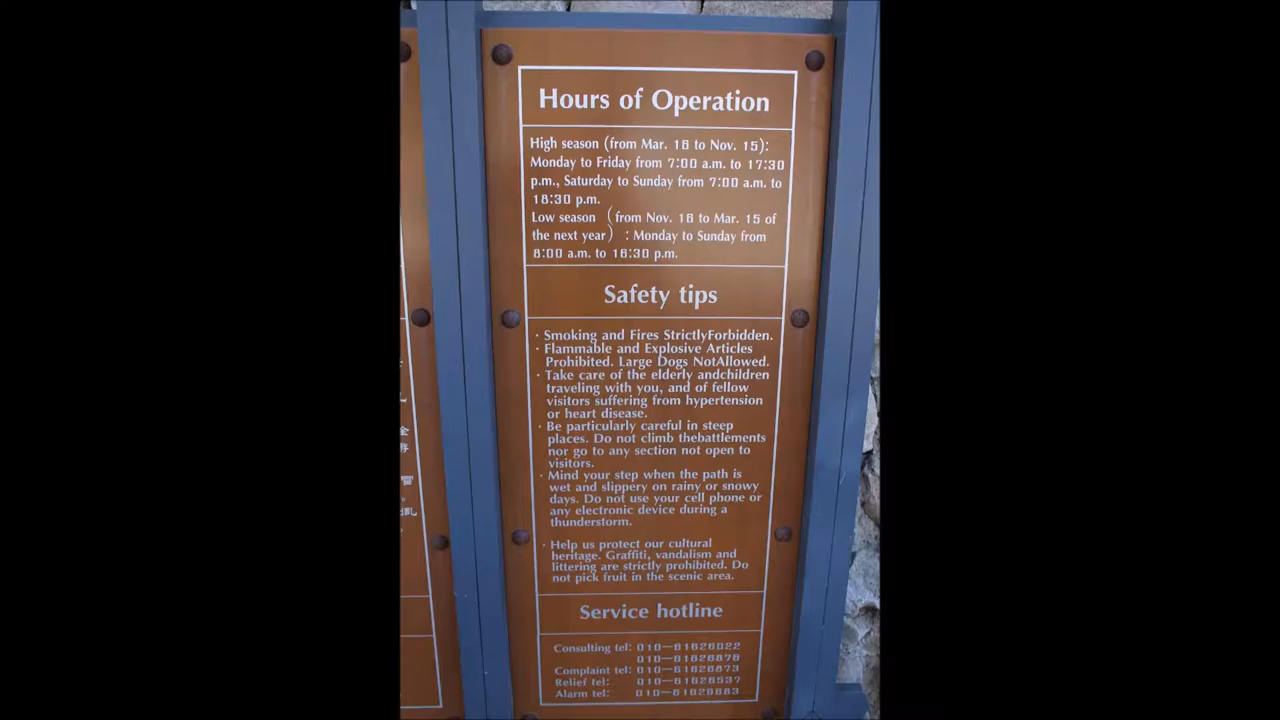 Hours of Operation
High season (from Mar. 16 to Nov. 15):
Monday to Friday from 7:00 a.m. to 17:30
p.m., Saturday to Sunday from 7:00 a.m. to
18:30 p.m.
Low season (from Nov. 16 to Mar. 15 of
the next year) : Monday to Sunday from
8:00 a.m. to 16:30 p.m.
Safety tips
· Smoking and Fires StrictlyForbidden.
· Flammable and Explosive Articles
Prohibited. Large Dogs NotAllowed.
· Take care of the elderly andchildren
traveling with you, and of fellow
visitors suffering from hypertension
or heart disease.
· Be particularly careful in steep
places. Do not climb thebattlements
nor go to any section not open to
visitors.
· Mind your step when the path is
wet and slippery on rainy or snowy
days. Do not use your cell phone or
any electronic device during a
thunderstorm.
· Help us protect our cultural
heritage. Graffiti, vandalism and
littering are strictly prohibited. Do
not pick fruit in the scenic area.
Service hotline
Consulting tel: 010—61626022
010—61626876
Complaint tel: 010—61626873
Relief tel: 010—61626537
Alarm tel: